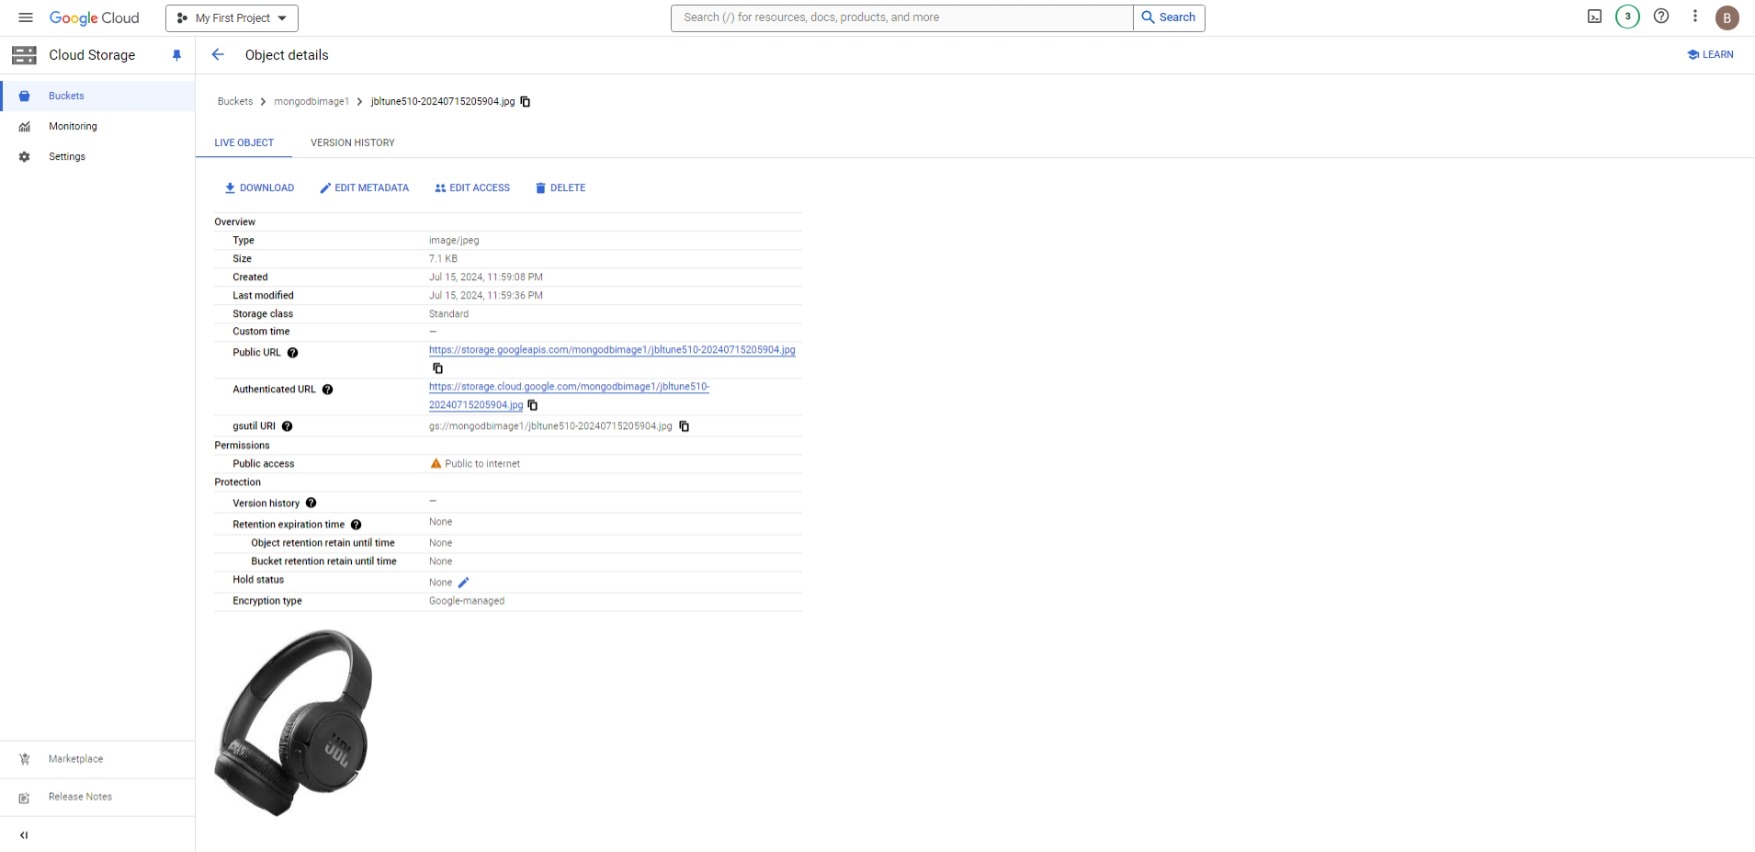 Google Cloud
My First Project
Search (/) for resources, docs, products, and more
Search
3
B
Cloud Storage
Object details
LEARN
Buckets
Monitoring
Settings
Buckets > mongodbimage1 > jbltune510-20240715205904.jpg
LIVE OBJECT
VERSION HISTORY
DOWNLOAD
EDIT METADATA
EDIT ACCESS
DELETE
Overview
Type image/jpeg
Size 7.1 KB
Created Jul 15, 2024, 11:59:08 PM
Last modified Jul 15, 2024, 11:59:36 PM
Storage class Standard
Custom time —
Public URL https://storage.googleapis.com/mongodbimage1/jbltune510-20240715205904.jpg
Authenticated URL https://storage.cloud.google.com/mongodbimage1/jbltune510-
20240715205904.jpg
gsutil URI gs://mongodbimage1/jbltune510-20240715205904.jpg
Permissions
Public access Public to internet
Protection
Version history —
Retention expiration time None
Object retention retain until time None
Bucket retention retain until time None
Hold status None
Encryption type Google-managed
JBL
Marketplace
Release Notes